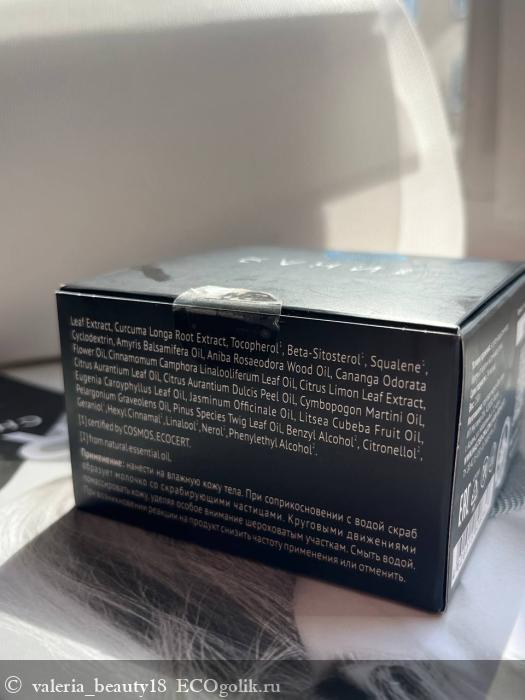 Leaf Extract, Curcuma Longa Root Extract, Tocopherol¹, Beta-Sitosterol¹, Squalene¹,
Cyclodextrin, Amyris Balsamifera Oil, Aniba Rosaeodora Wood Oil, Cananga Odorata
Flower Oil, Cinnamomum Camphora Linalooliferum Leaf Oil, Citrus Limon Leaf Extract,
Citrus Aurantium Leaf Oil, Citrus Aurantium Dulcis Peel Oil, Cymbopogon Martini Oil,
Eugenia Caroyphyllus Leaf Oil, Jasminum Officinale Oil, Litsea Cubeba Fruit Oil,
Pelargonium Graveolens Oil, Pinus Species Twig Leaf Oil, Benzyl Alcohol², Citronellol²,
Geraniol², Hexyl Cinnamal², Linalool², Nerol², Phenylethyl Alcohol².
[1] certified by COSMOS, ECOCERT.
from natural essential oil.
Применение: нанести на влажную кожу тела. При соприкосновении с водой скраб
образует молочко со скрабирующими частицами. Круговыми движениями
помассировать кожу, уделяя особое внимание шероховатым участкам. Смыть водой.
При возникновении реакции на продукт снизить частоту применения или отменить.
EAC
© valeria_beauty18 ECOgolik.ru